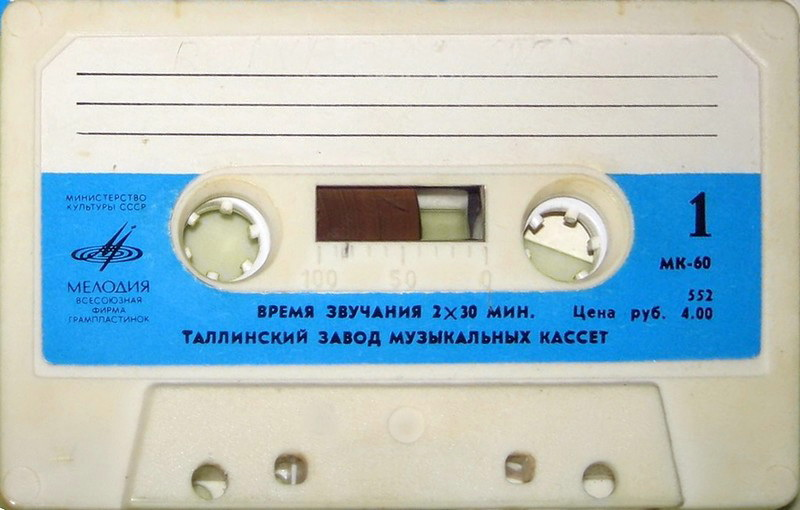 МИНИСТЕРСТВО
КУЛЬТУРЫ СССР
МЕЛОДИЯ
ВСЕСОЮЗНАЯ
ФИРМА
ГРАМПЛАСТИНОК
1
МК-60
100 50 0
552
ВРЕМЯ ЗВУЧАНИЯ 2×30 МИН. Цена руб. 4.00
ТАЛЛИНСКИЙ ЗАВОД МУЗЫКАЛЬНЫХ КАССЕТ